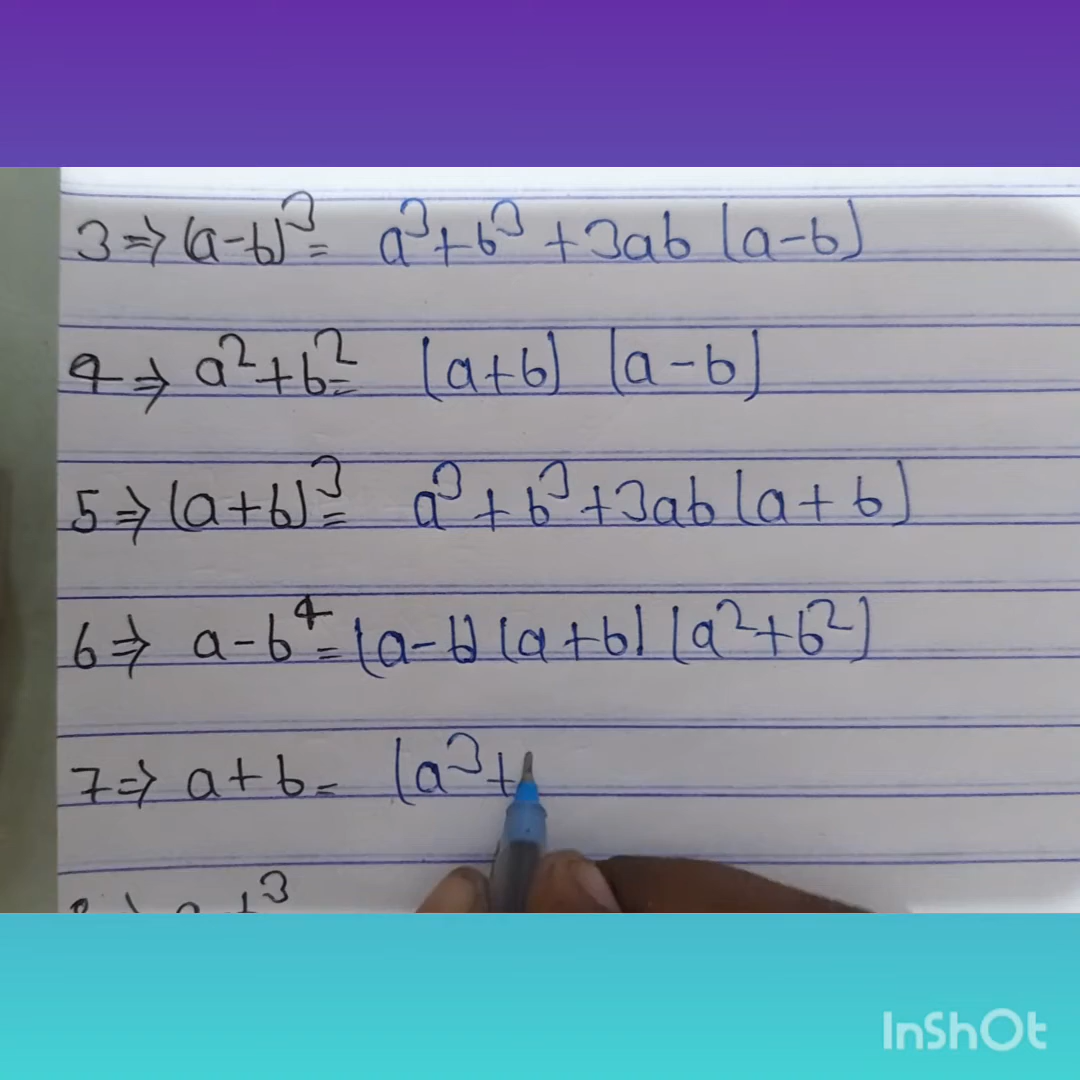 3⇒ (a-b)³= a³+b³+3ab (a-b)
4⇒ a²+b²= (a+b) (a-b)
5⇒ (a+b)³= a³+b³+3ab(a+b)
6⇒ a-b⁴=(a-b)(a+b)(a²+b²)
7⇒ a+b= (a³+
InShOt